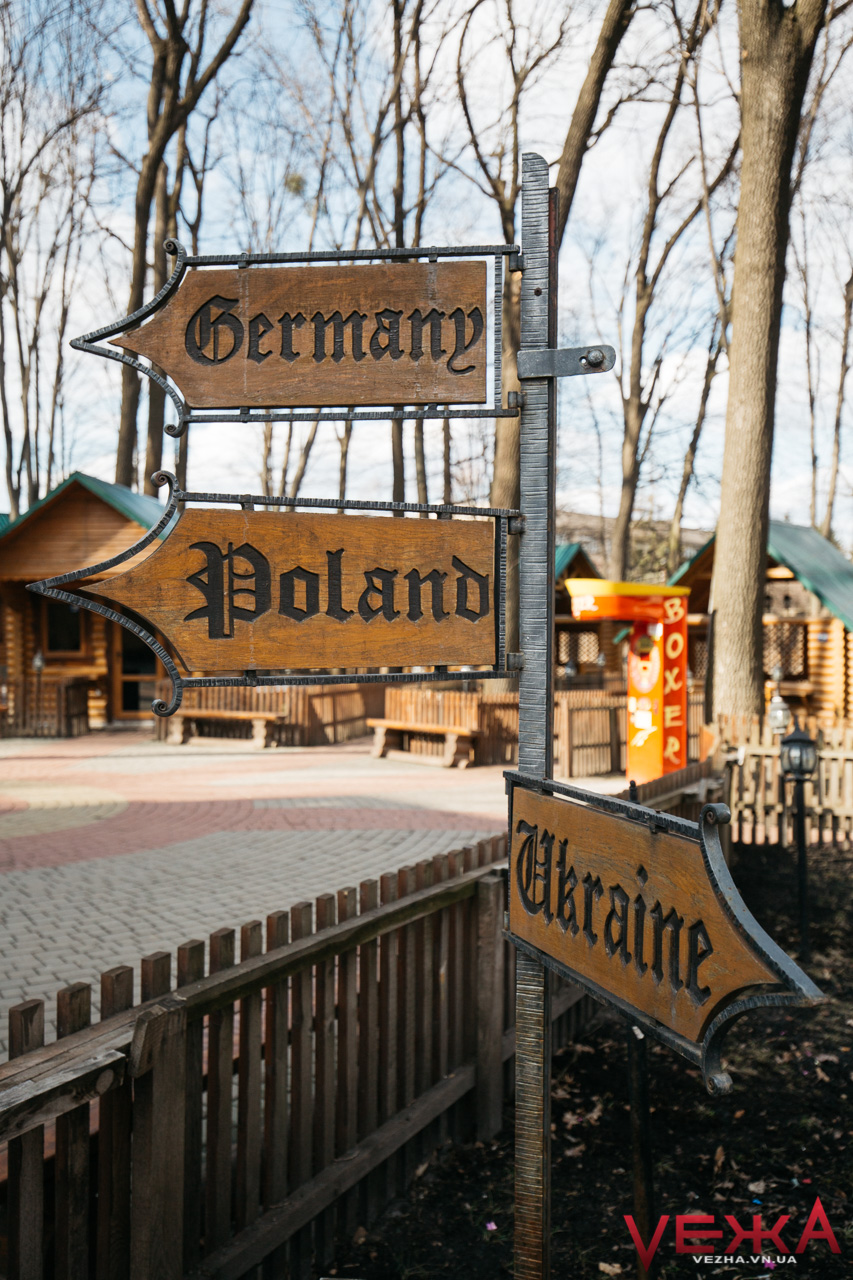 Germany
Poland
BOXER
Ukraine
VEЖA
VEZHA.VN.UA